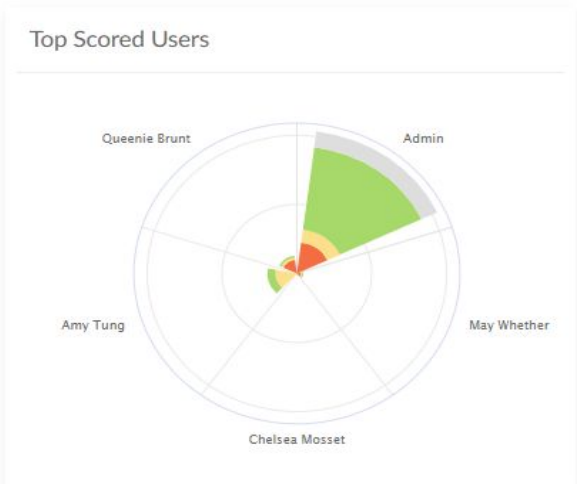 Top Scored Users
Queenie Brunt
Admin
Amy Tung
May Whether
Chelsea Mosset